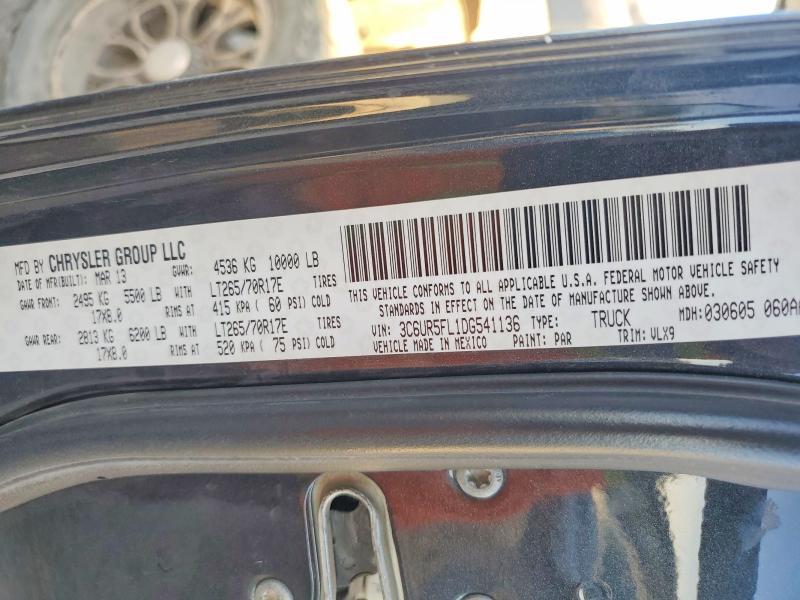 MFD BY CHRYSLER GROUP LLC
DATE OF MFR(BUILT): MAR 13 GVWR: 4536 KG 10000 LB
GAWR FRONT: 2495 KG 5500 LB WITH LT265/70R17E TIRES
17X8.0 RIMS AT 415 KPA ( 60 PSI) COLD
GAWR REAR: 2813 KG 6200 LB WITH LT265/70R17E TIRES
17X8.0 RIMS AT 520 KPA ( 75 PSI) COLD
THIS VEHICLE CONFORMS TO ALL APPLICABLE U.S.A. FEDERAL MOTOR VEHICLE SAFETY
STANDARDS IN EFFECT ON THE DATE OF MANUFACTURE SHOWN ABOVE
VIN: 3C6UR5FL1DG541136 TYPE: TRUCK MDH:030605 060AA
VEHICLE MADE IN MEXICO PAINT: PAR TRIM: VLX9